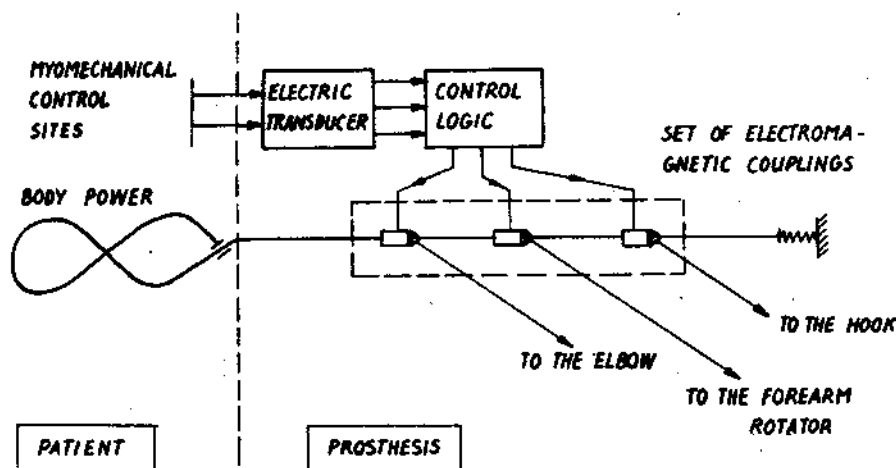 MYOMECHANICAL
CONTROL
SITES
ELECTRIC
TRANSDUCER
CONTROL
LOGIC
SET OF ELECTROMA-
GNETIC COUPLINGS
BODY POWER
TO THE HOOK
TO THE ELBOW
TO THE FOREARM
ROTATOR
PATIENT
PROSTHESIS